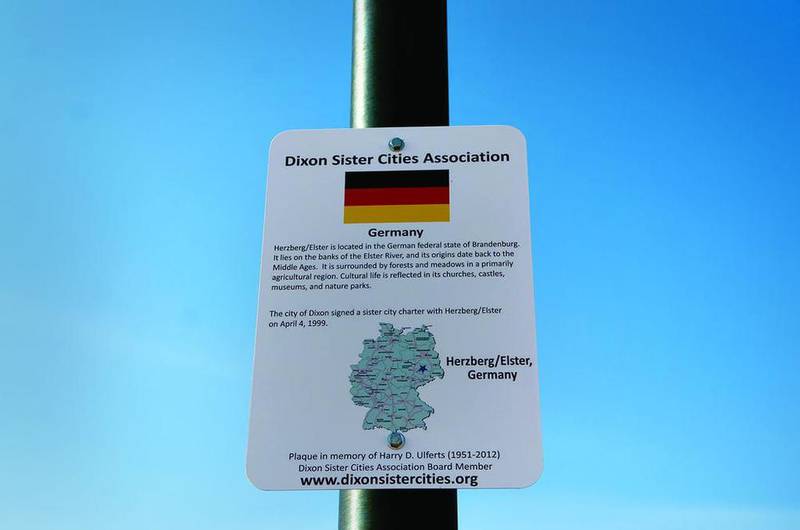 Dixon Sister Cities Association
Germany
Herzberg/Elster is located in the German federal state of Brandenburg.
It lies on the banks of the Elster River, and its origins date back to the
Middle Ages. It is surrounded by forests and meadows in a primarily
agricultural region. Cultural life is reflected in its churches, castles,
museums, and nature parks.
The city of Dixon signed a sister city charter with Herzberg/Elster
on April 4, 1999.
Herzberg/Elster,
Germany
Plaque in memory of Harry D. Ulferts (1951-2012)
Dixon Sister Cities Association Board Member
www.dixonsistercities.org